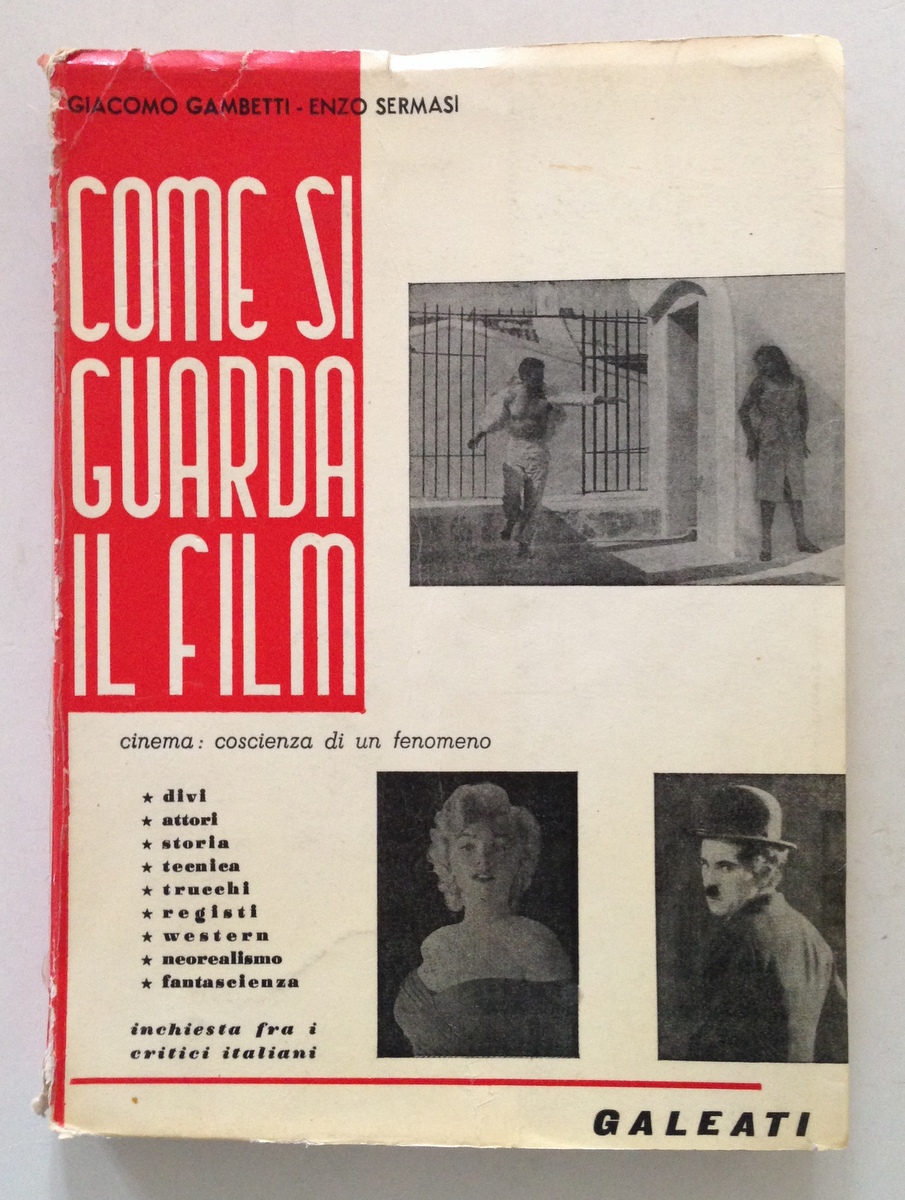 GIACOMO GAMBETTI - ENZO SERMASI
COME SI
GUARDA
IL FILM
cinema: coscienza di un fenomeno
★ divi
★ attori
★ storia
★ tecnica
★ trucchi
★ registi
★ western
★ neorealismo
★ fantascienza
inchiesta fra i
critici italiani
GALEATI